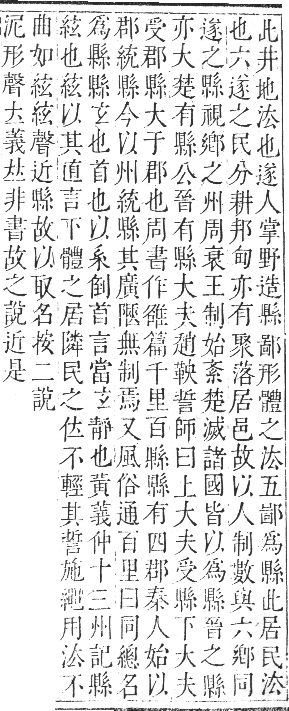 此井地㳒也遂人掌野造縣鄙形體之㳒五鄙爲縣此居民㳒
也六遂之民分耕邦甸亦有聚落居邑故以人制數與六鄉同
遂之縣視鄉之州周衰王制始紊楚滅諸國皆以爲縣晉之縣
亦大楚有縣公晉有縣大夫趙鞅誓師曰上大夫受縣下大夫
受郡縣大于郡也周書作雒篇千里百縣縣有四郡秦人始以
郡統縣今以州統縣其廣陿無制焉又風俗通百里曰同總名
爲縣縣玄也首也以系倒首言當玄靜也黃義仲十三州記縣
絃也絃以其直言下體之居隣民之位不輕其誓施繩用㳒不
曲如絃絃聲近縣故以取名按二說
泥形聲失義𠀤非書故之說近是